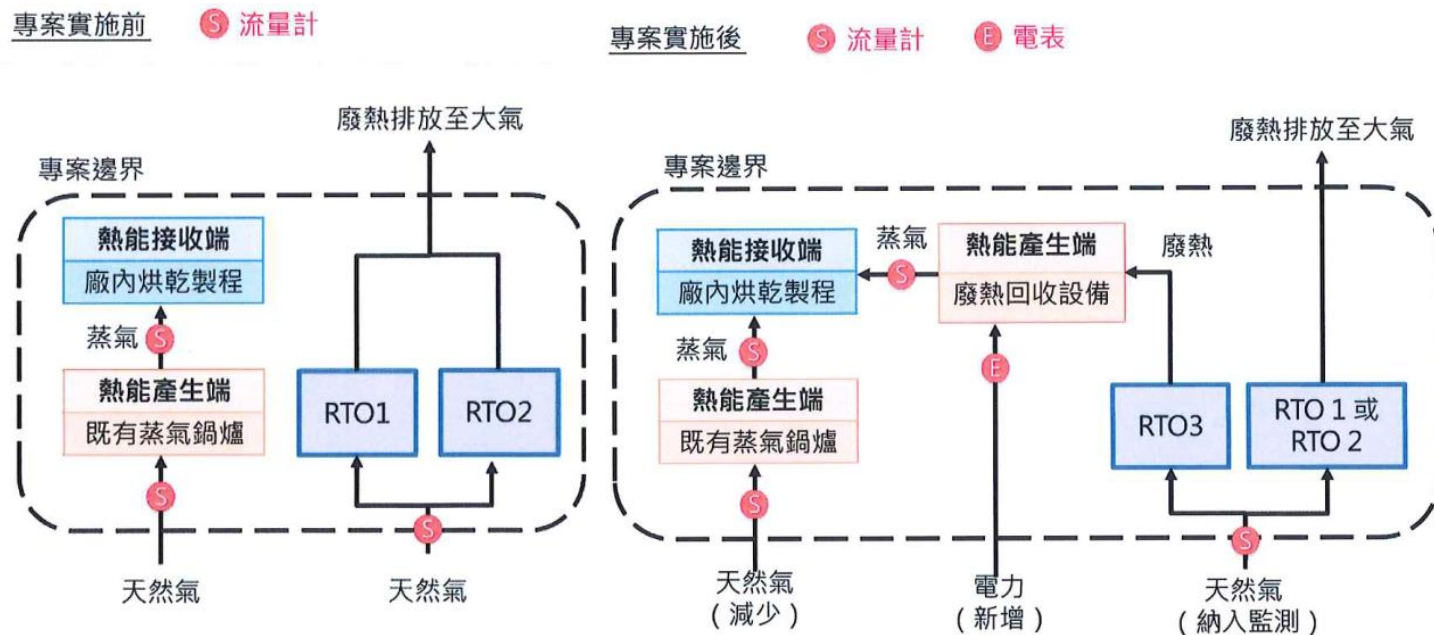 專案實施前
S 流量計
廢熱排放至大氣
專案邊界
熱能接收端
廠內烘乾製程
蒸氣 S
熱能產生端
既有蒸氣鍋爐
RTO1
RTO2
S
S
天然氣
天然氣
專案實施後
S 流量計
E 電表
廢熱排放至大氣
專案邊界
熱能接收端
廠內烘乾製程
蒸氣
S
熱能產生端
廢熱回收設備
廢熱
蒸氣 S
E
熱能產生端
既有蒸氣鍋爐
RTO3
RTO 1 或
RTO 2
S
S
天然氣
(減少)
電力
(新增)
天然氣
(納入監測)